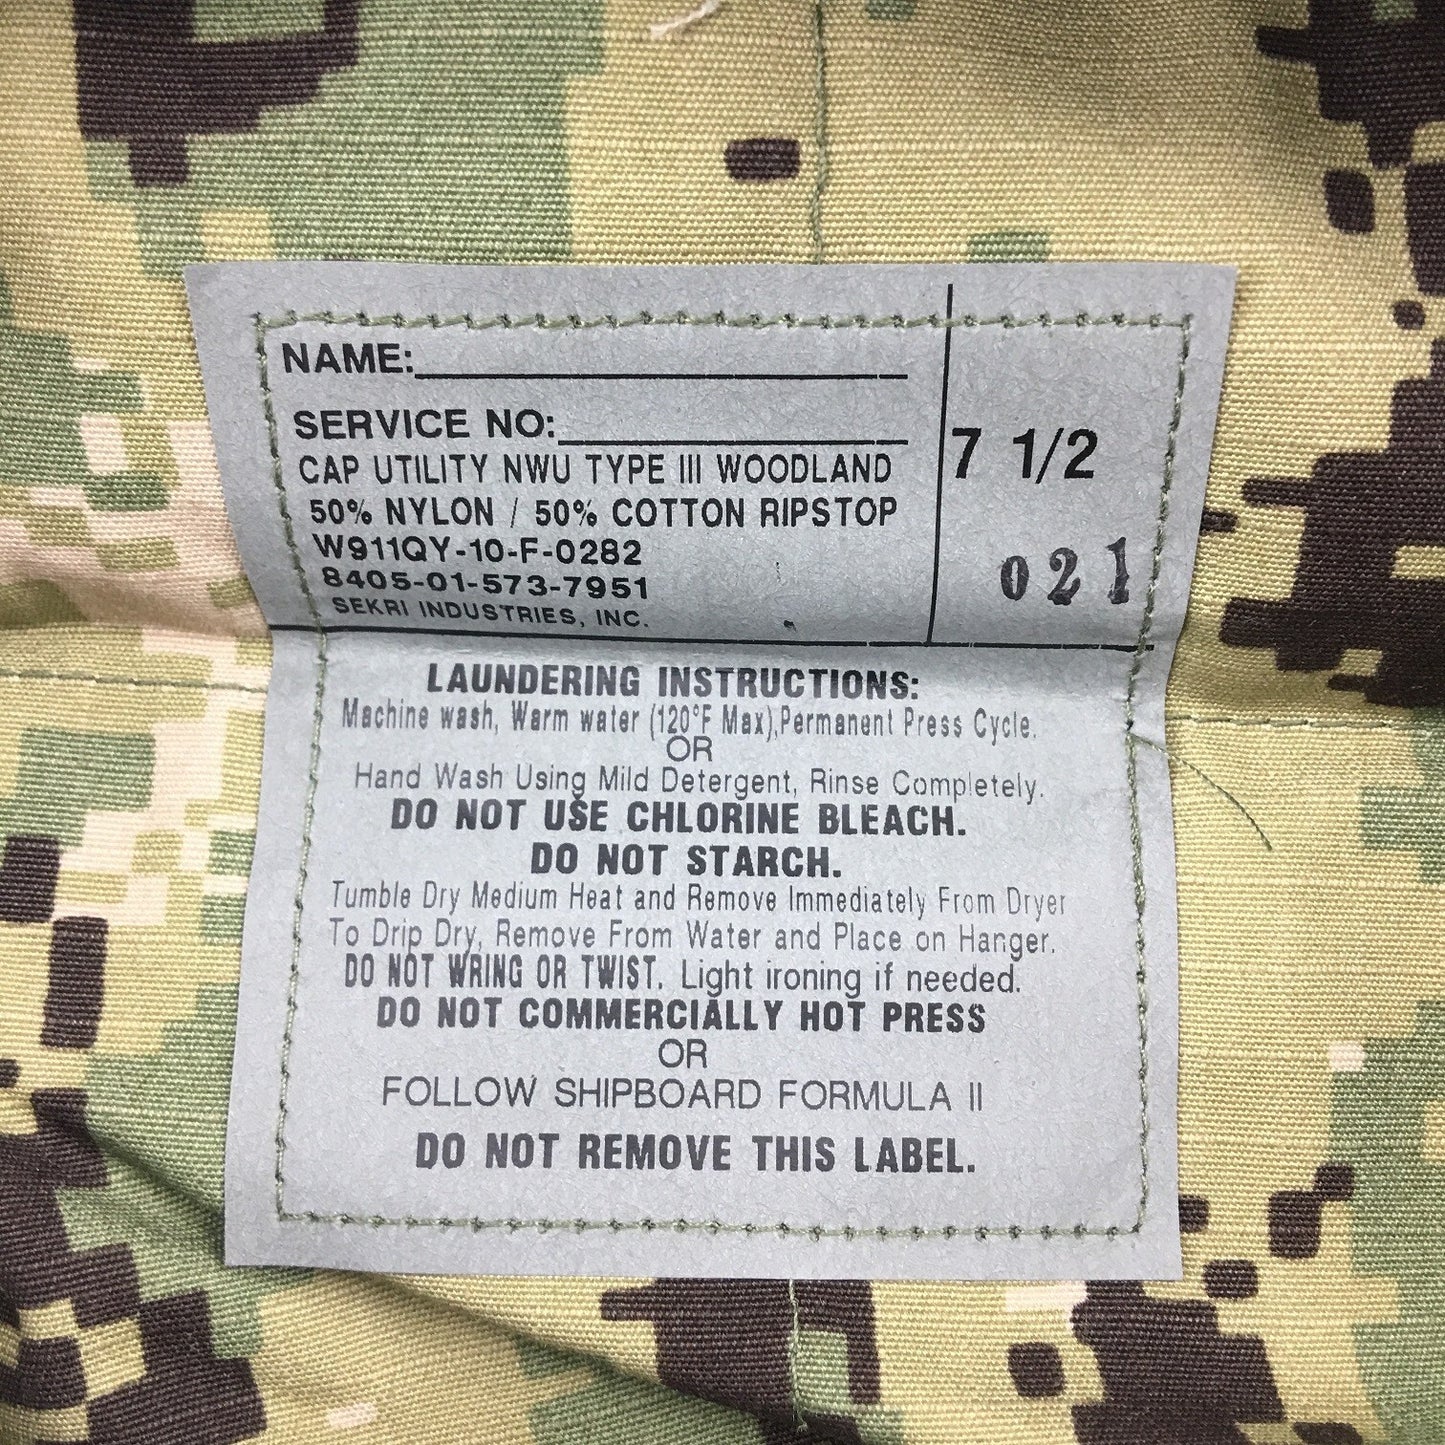 NAME:
SERVICE NO:
CAP UTILITY NWU TYPE III WOODLAND
50% NYLON / 50% COTTON RIPSTOP
W911QY-10-F-0282
8405-01-573-7951
SEKRI INDUSTRIES, INC.
7 1/2
021
LAUNDERING INSTRUCTIONS:
Machine wash, Warm water (120°F Max),Permanent Press Cycle.
OR
Hand Wash Using Mild Detergent, Rinse Completely.
DO NOT USE CHLORINE BLEACH.
DO NOT STARCH.
Tumble Dry Medium Heat and Remove Immediately From Dryer
To Drip Dry, Remove From Water and Place on Hanger.
DO NOT WRING OR TWIST. Light ironing if needed.
DO NOT COMMERCIALLY HOT PRESS
OR
FOLLOW SHIPBOARD FORMULA II
DO NOT REMOVE THIS LABEL.